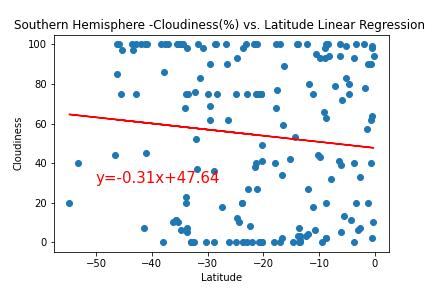 Southern Hemisphere -Cloudiness(%) vs. Latitude Linear Regression
100
80
60
40
20
0
Cloudiness
y=-0.31x+47.64
−50 −40 −30 −20 −10 0
Latitude